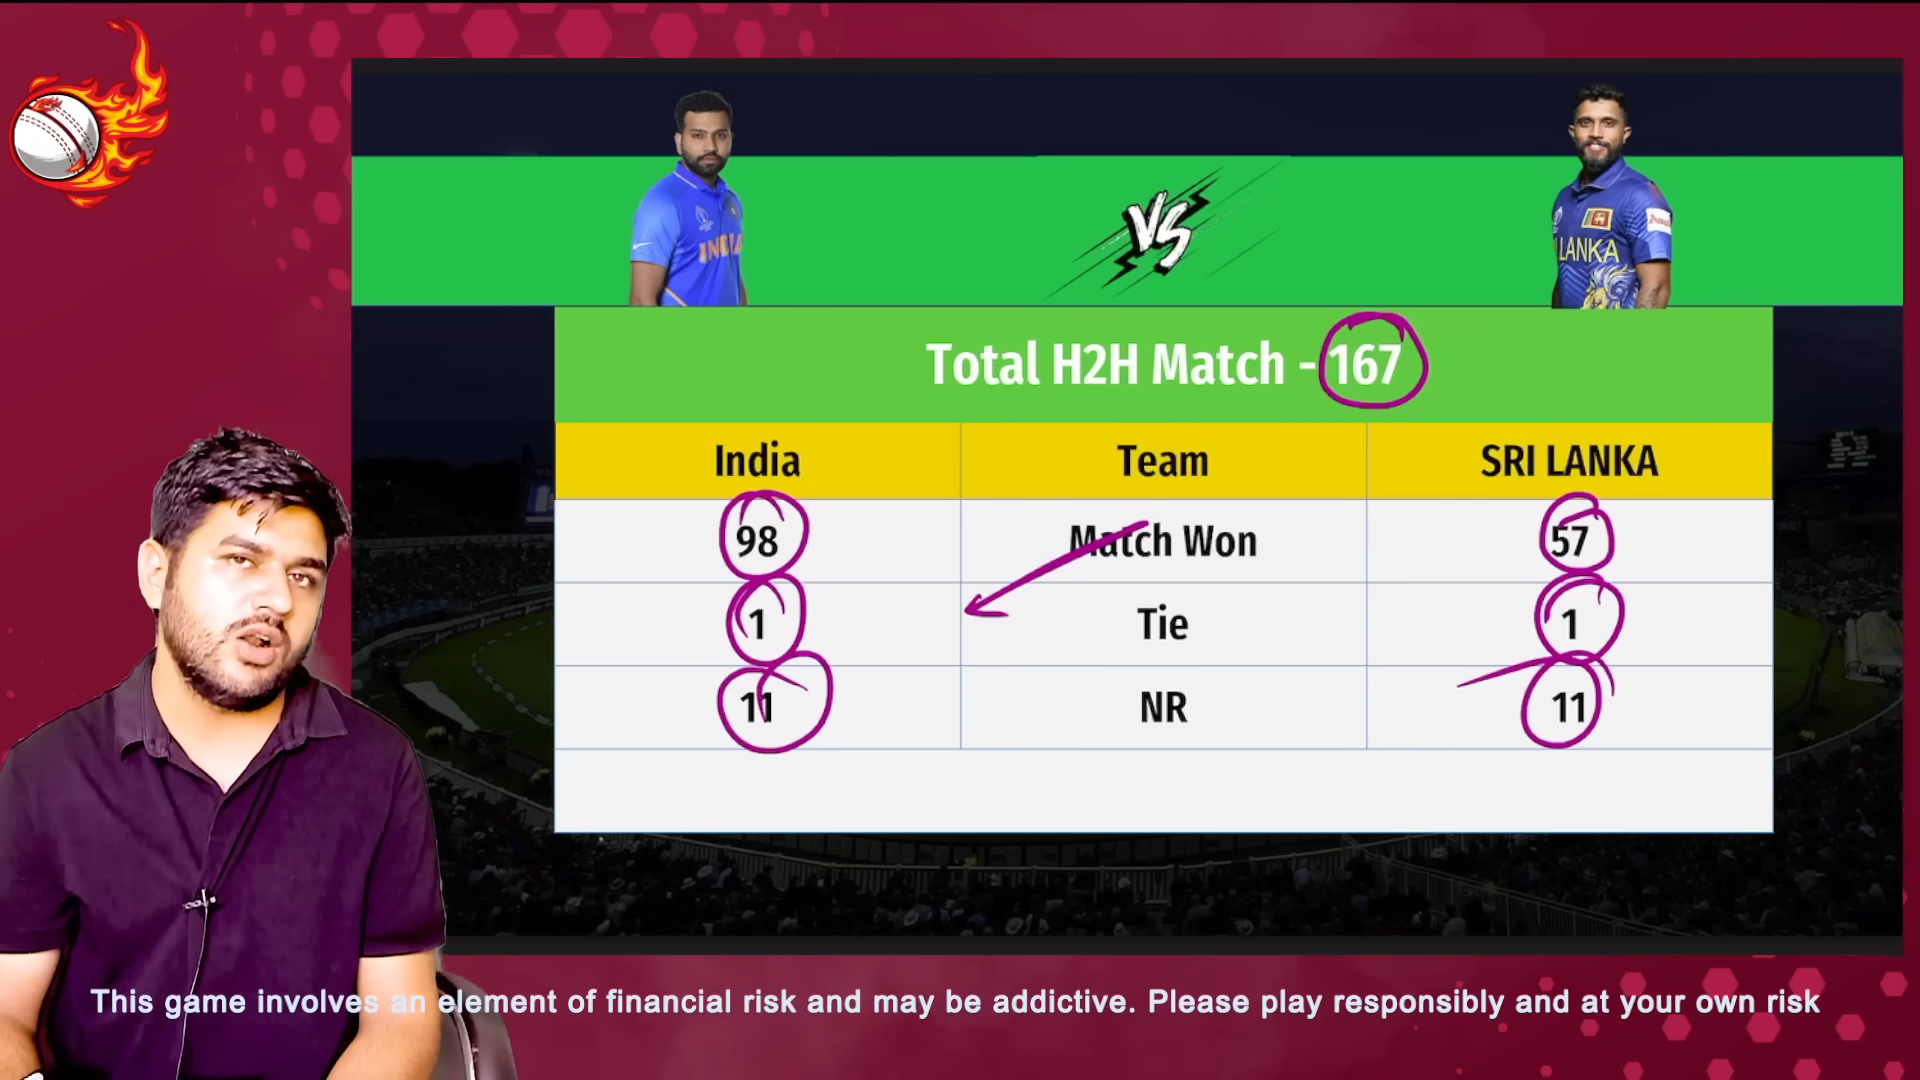 INDIA
VS
LANKA
Total H2H Match - 167
India Team SRI LANKA
98 Match Won 57
1 Tie 1
11 NR 11
This game involves an element of financial risk and may be addictive. Please play responsibly and at your own risk